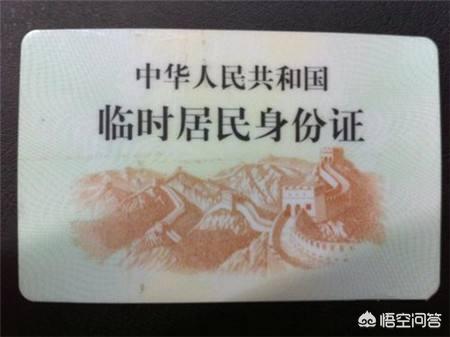 中华人民共和国
临时居民身份证
悟空问答